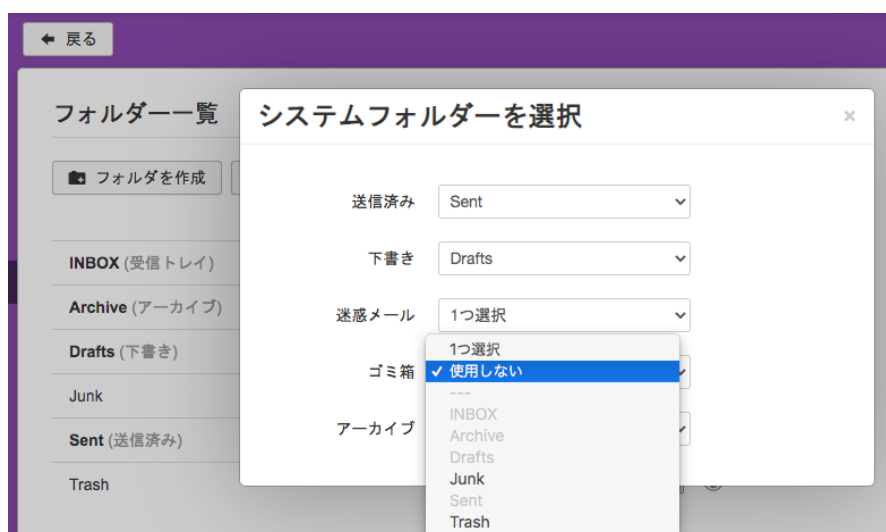 戻る
フォルダー一覧
フォルダを作成
INBOX (受信トレイ)
Archive (アーカイブ)
Drafts (下書き)
Junk
Sent (送信済み)
Trash
システムフォルダーを選択
×
送信済み Sent
下書き Drafts
迷惑メール 1つ選択
ゴミ箱
アーカイブ
1つ選択
✓ 使用しない
---
INBOX
Archive
Drafts
Junk
Sent
Trash